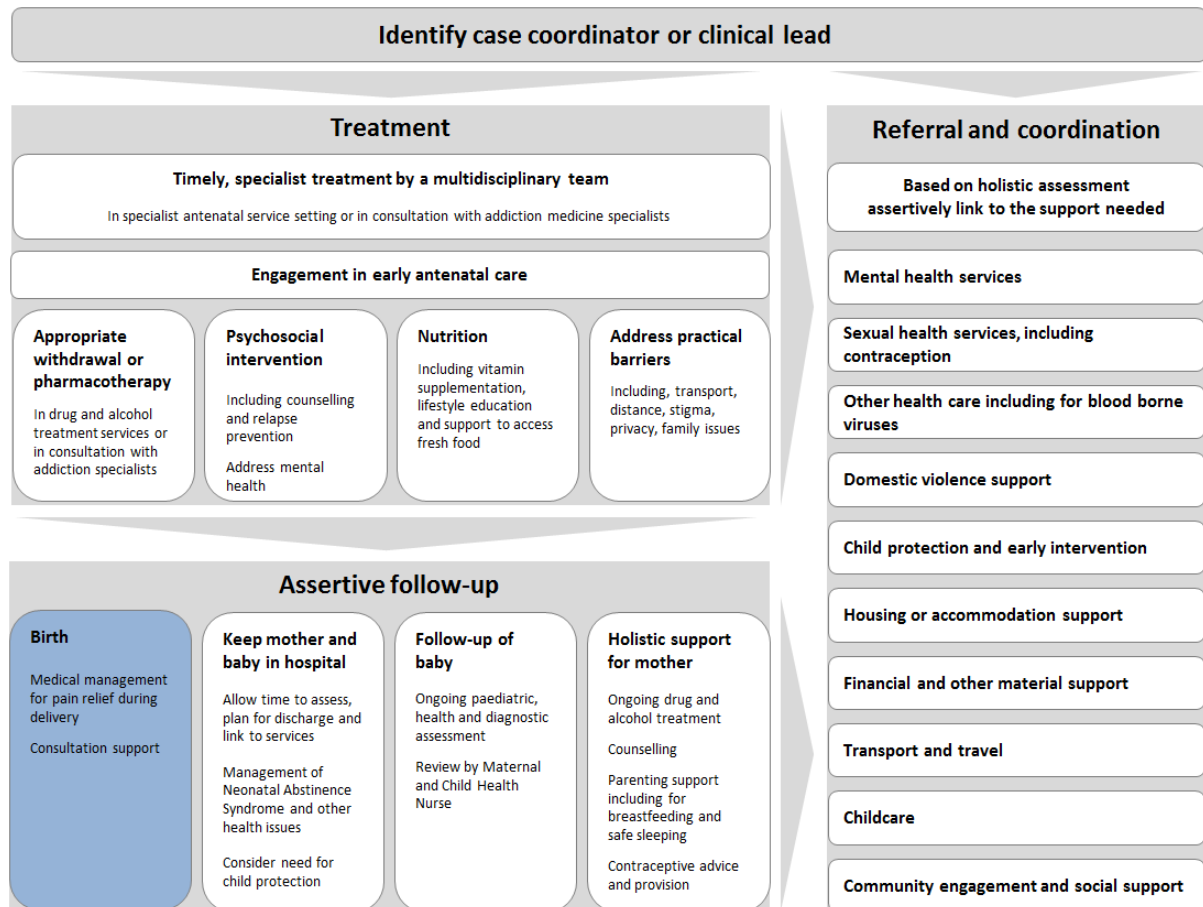 Identify case coordinator or clinical lead
Treatment
Timely, specialist treatment by a multidisciplinary team
In specialist antenatal service setting or in consultation with addiction medicine specialists
Engagement in early antenatal care
Appropriate
withdrawal or
pharmacotherapy
In drug and alcohol
treatment services or
in consultation with
addiction specialists
Psychosocial
intervention
Including counselling
and relapse
prevention
Address mental
health
Nutrition
Including vitamin
supplementation,
lifestyle education
and support to access
fresh food
Address practical
barriers
Including, transport,
distance, stigma,
privacy, family issues
Assertive follow-up
Birth
Medical management
for pain relief during
delivery
Consultation support
Keep mother and
baby in hospital
Allow time to assess,
plan for discharge and
link to services
Management of
Neonatal Abstinence
Syndrome and other
health issues
Consider need for
child protection
Follow-up of
baby
Ongoing paediatric,
health and diagnostic
assessment
Review by Maternal
and Child Health
Nurse
Holistic support
for mother
Ongoing drug and
alcohol treatment
Counselling
Parenting support
including for
breastfeeding and
safe sleeping
Contraceptive advice
and provision
Referral and coordination
Based on holistic assessment
assertively link to the support needed
Mental health services
Sexual health services, including
contraception
Other health care including for blood borne
viruses
Domestic violence support
Child protection and early intervention
Housing or accommodation support
Financial and other material support
Transport and travel
Childcare
Community engagement and social support